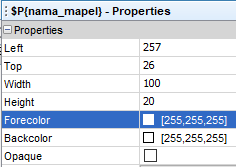 $P{nama_mapel} - Properties
Properties
Left 257
Top 26
Width 100
Height 20
Forecolor [255,255,255]
Backcolor [255,255,255]
Opaque